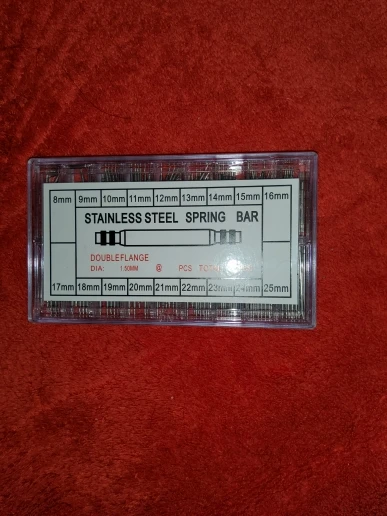 8mm 9mm 10mm 11mm 12mm 13mm 14mm 15mm 16mm
STAINLESS STEEL SPRING BAR
DOUBLEFLANGE
DIA: 1.50MM @ PCS
17mm 18mm 19mm 20mm 21mm 22mm 23mm 24mm 25mm